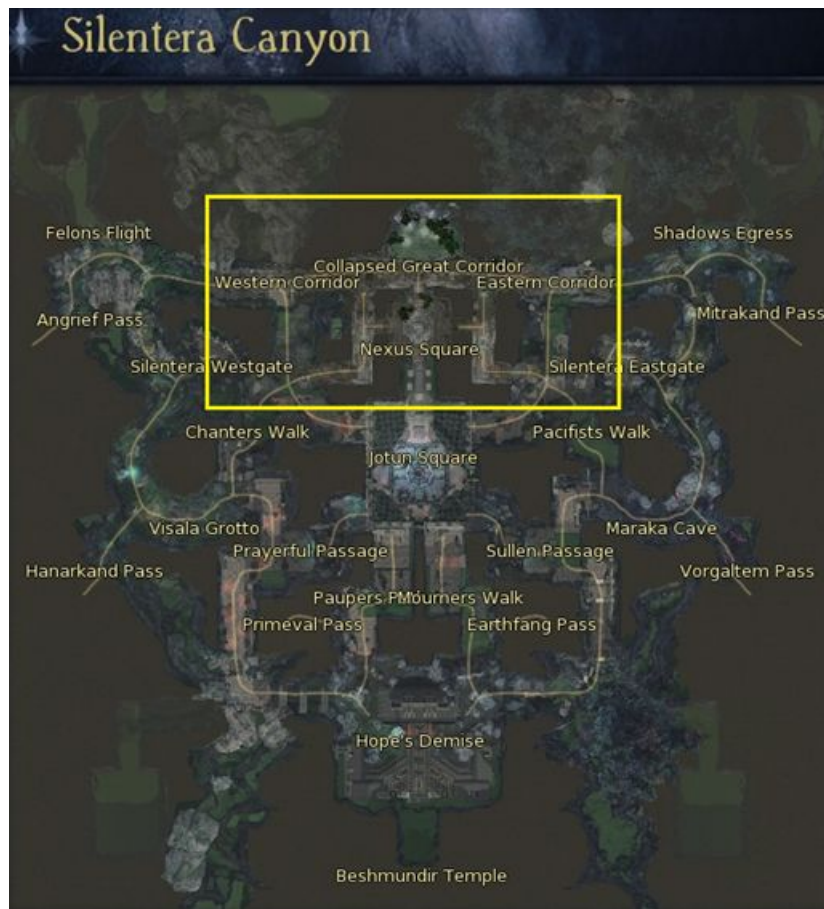 Silentera Canyon
Felons Flight
Shadows Egress
Collapsed Great Corridor
Western Corridor
Eastern Corridor
Angrief Pass
Mitrakand Pass
Nexus Square
Silentera Westgate
Silentera Eastgate
Chanters Walk
Pacifists Walk
Jotun Square
Visala Grotto
Maraka Cave
Prayerful Passage
Sullen Passage
Hanarkand Pass
Vorgaltem Pass
Paupers
Mourners Walk
Primeval Pass
Earthfang Pass
Hope's Demise
Beshmundir Temple